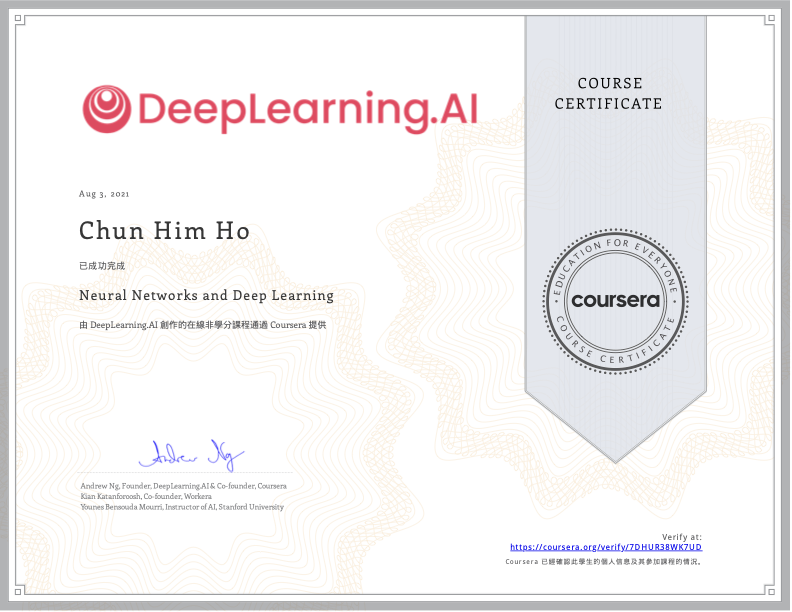 DeepLearning.AI
COURSE
CERTIFICATE
Aug 3, 2021
Chun Him Ho
已成功完成
Neural Networks and Deep Learning
由 DeepLearning.AI 創作的在線非學分課程通過 Coursera 提供
EDUCATION FOR EVERYONE
coursera
COURSE CERTIFICATE
Andrew Ng
Andrew Ng, Founder, DeepLearning.AI & Co-founder, Coursera
Kian Katanforoosh, Co-founder, Workera
Younes Bensouda Mourri, Instructor of AI, Stanford University
Verify at:
https://coursera.org/verify/7DHUR38WK7UD
Coursera 已經確認此學生的個人信息及其參加課程的情況。